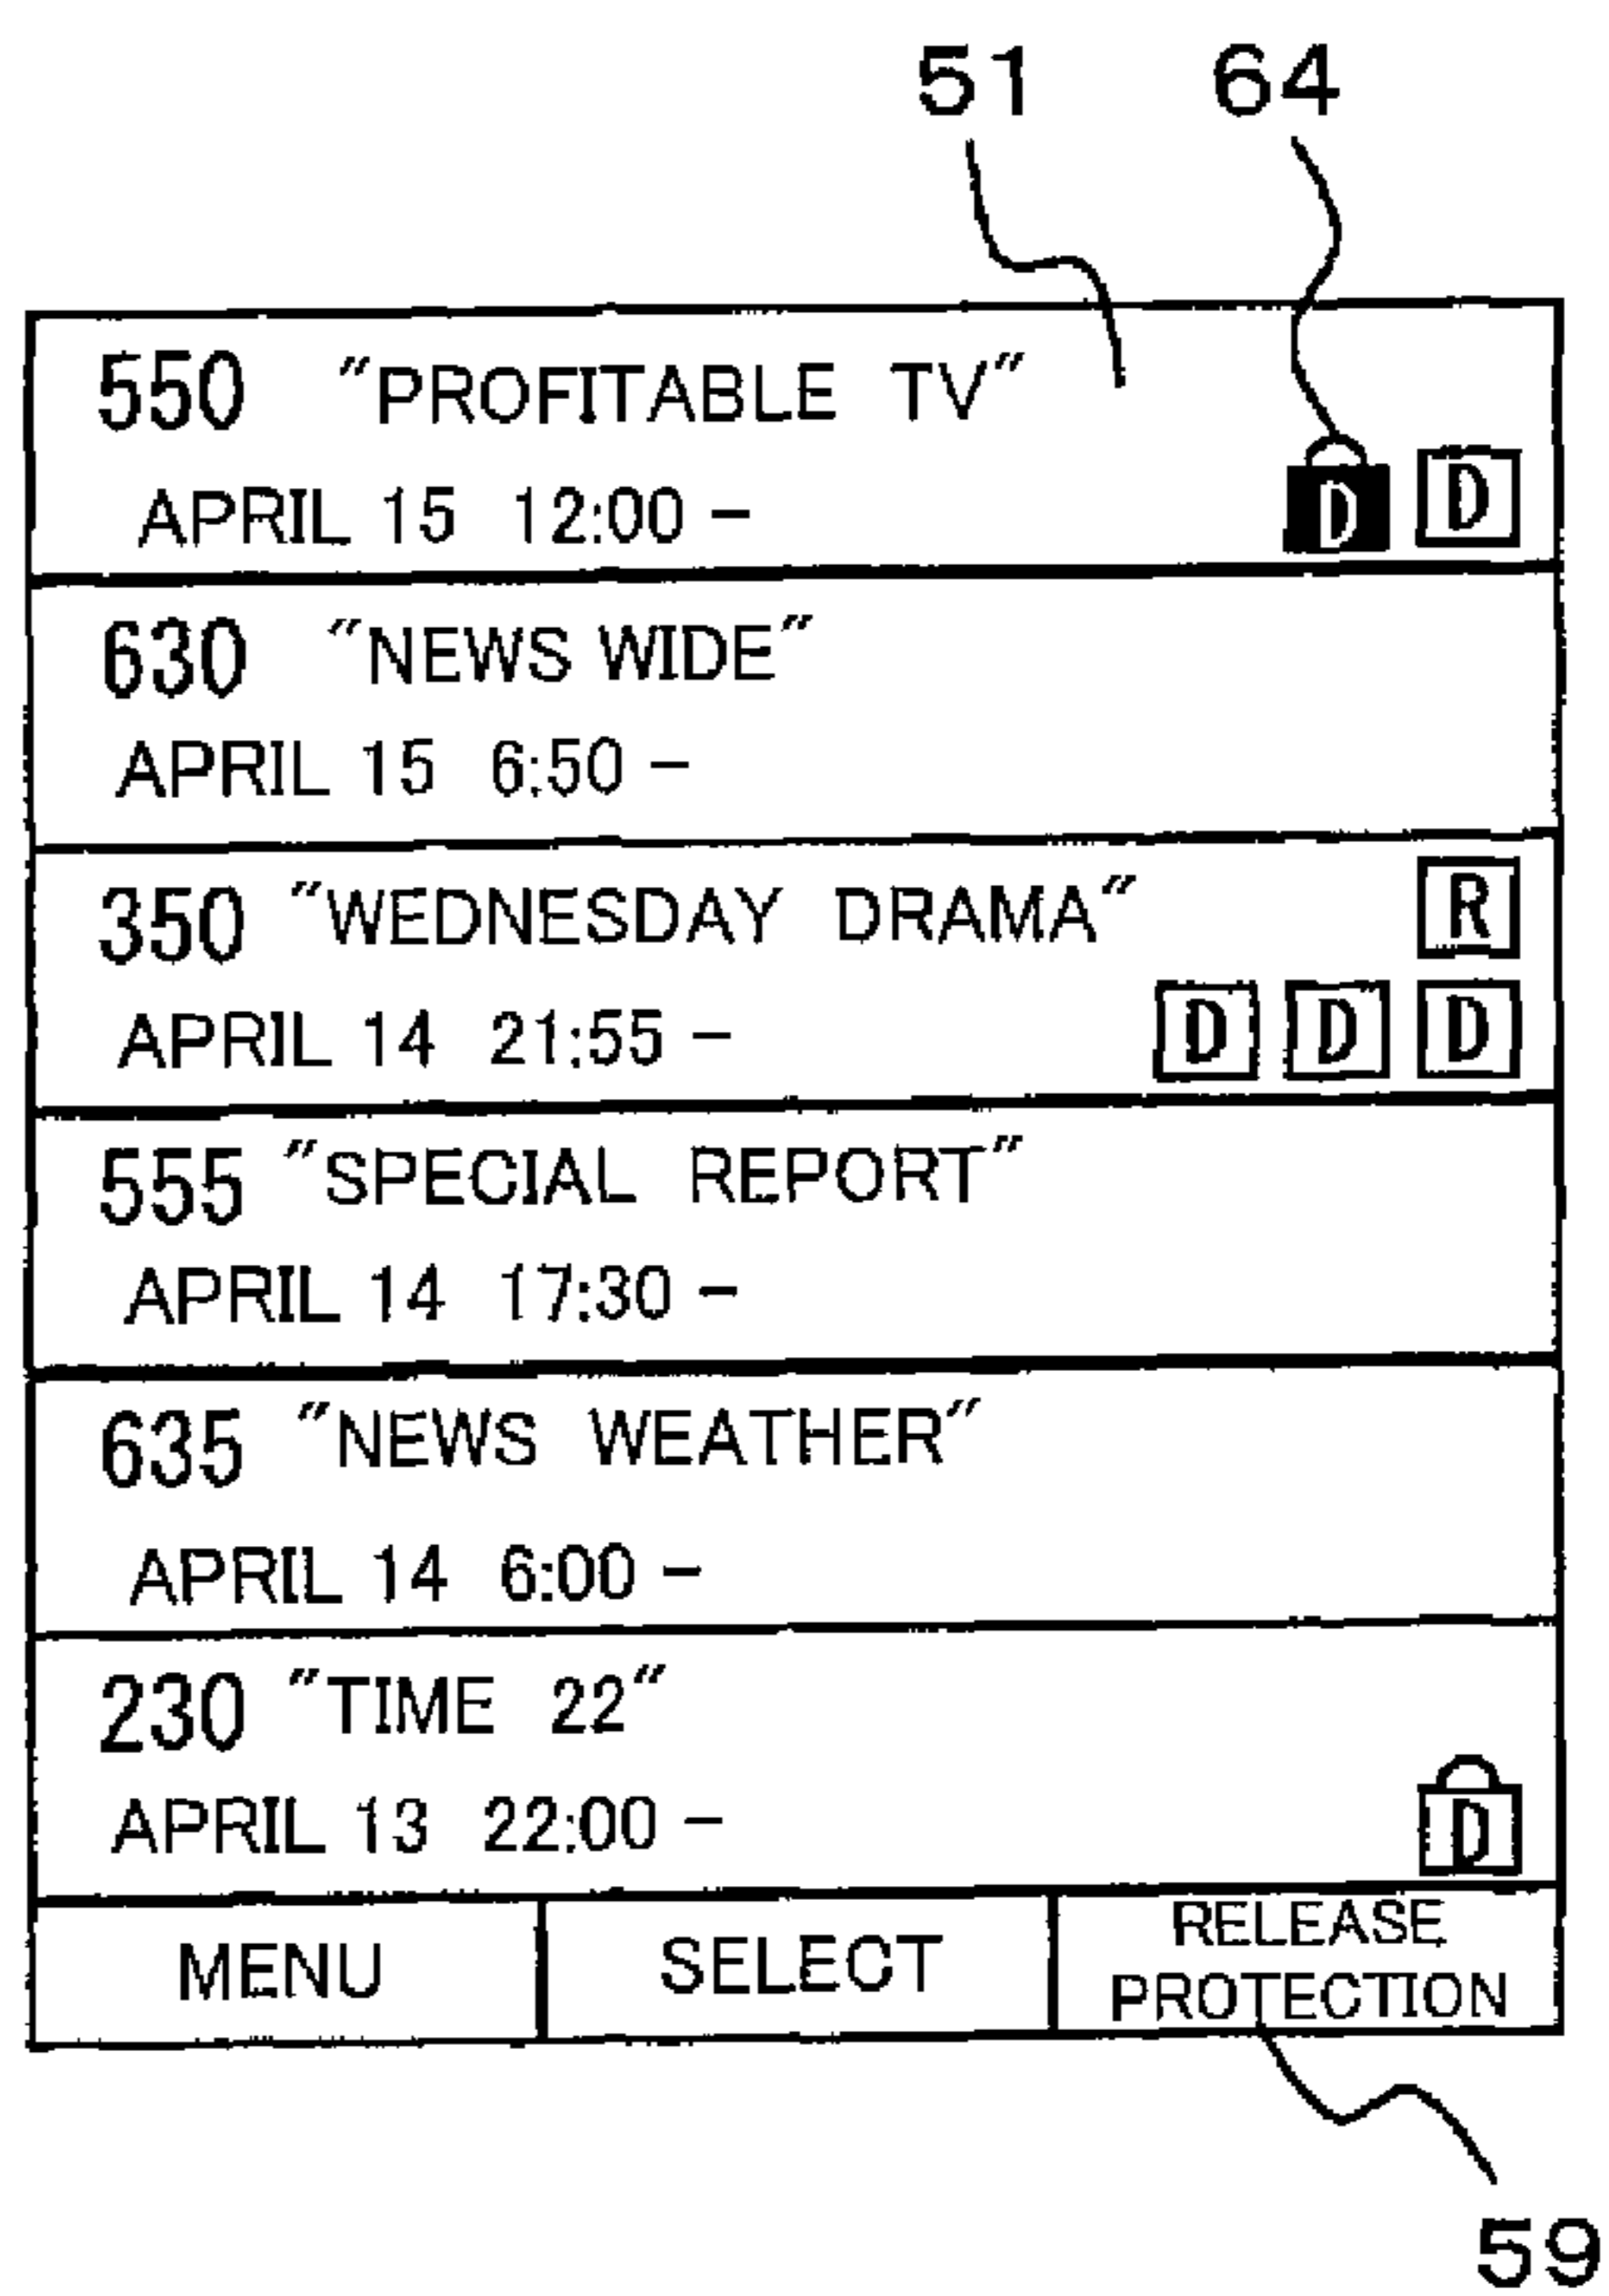 51 64
550 "PROFITABLE TV"
APRIL 15 12:00 - D D
630 "NEWS WIDE"
APRIL 15 6:50 -
350 "WEDNESDAY DRAMA" R
APRIL 14 21:55 - D D D
555 "SPECIAL REPORT"
APRIL 14 17:30 -
635 "NEWS WEATHER"
APRIL 14 6:00 -
230 "TIME 22"
APRIL 13 22:00 - D
MENU SELECT RELEASE
PROTECTION
59